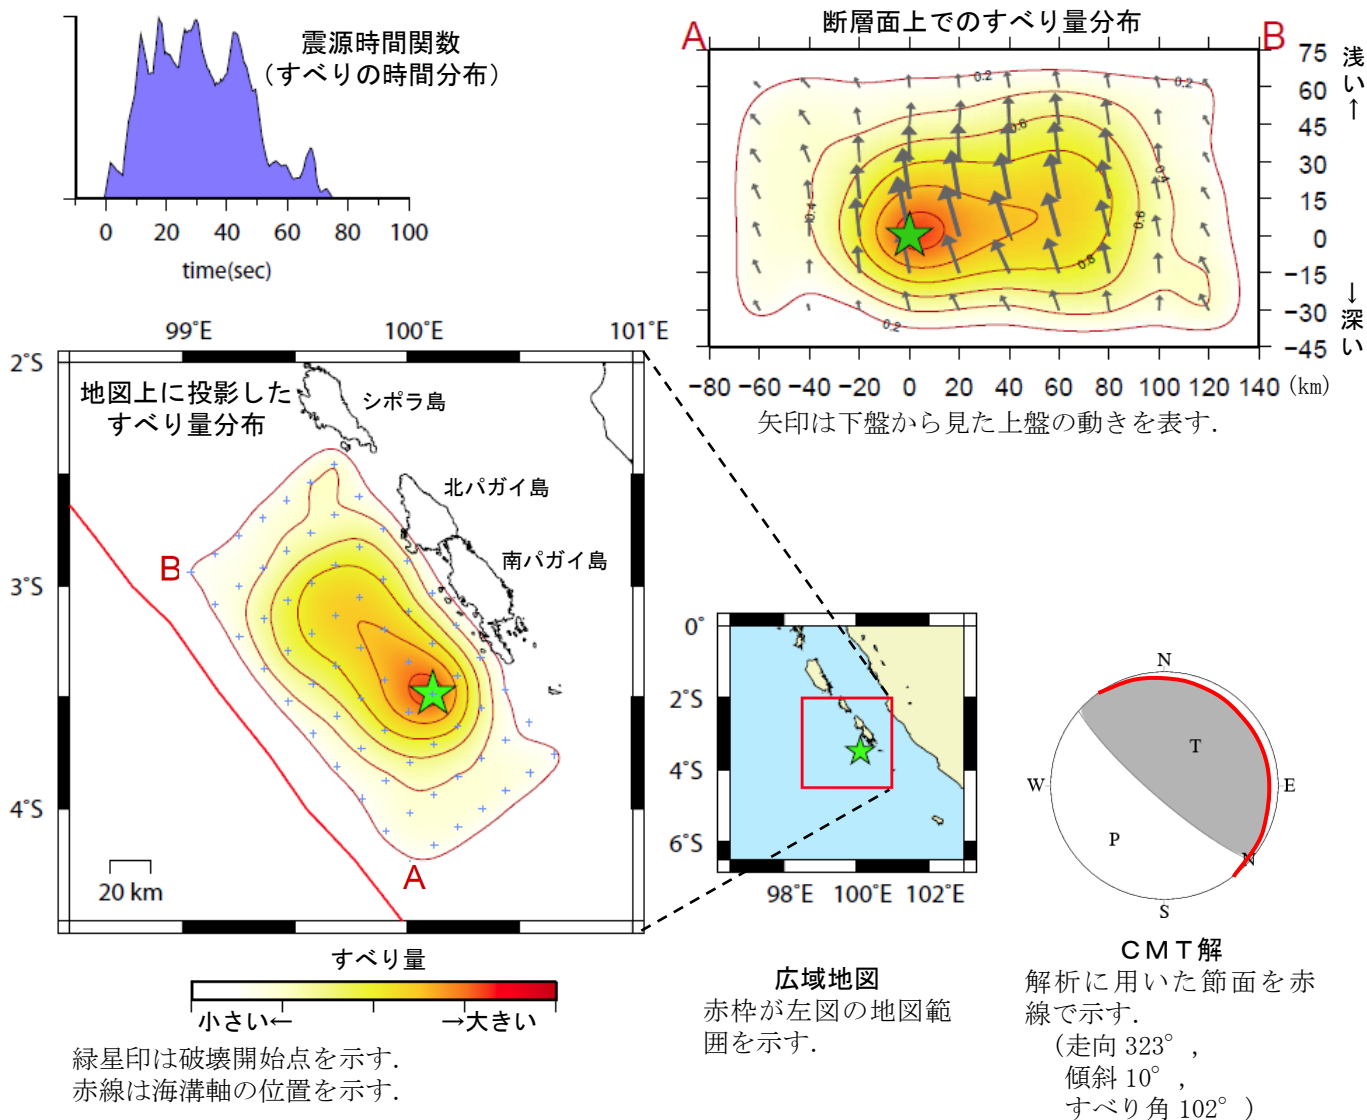 震源時間関数
（すべりの時間分布）
0 20 40 60 80 100
time(sec)
断層面上でのすべり量分布
A
B
75
60
45
30
15
0
−15
−30
−45
浅い↑
↓深い
0.2
0.2
0.6
0.4
0.4
0.6
0.8
0.2
−80 −60 −40 −20 0 20 40 60 80 100 120 140 (km)
矢印は下盤から見た上盤の動きを表す.
99˚E 100˚E 101˚E
2˚S
3˚S
4˚S
地図上に投影した
すべり量分布
シポラ島
北パガイ島
南パガイ島
B
A
20 km
すべり量
小さい← →大きい
緑星印は破壊開始点を示す.
赤線は海溝軸の位置を示す.
0˚
2˚S
4˚S
6˚S
98˚E 100˚E 102˚E
広域地図
赤枠が左図の地図範
囲を示す.
N
T
W
E
P
N
S
ＣＭＴ解
解析に用いた節面を赤
線で示す.
（走向 323°，
傾斜 10°，
すべり角 102°）